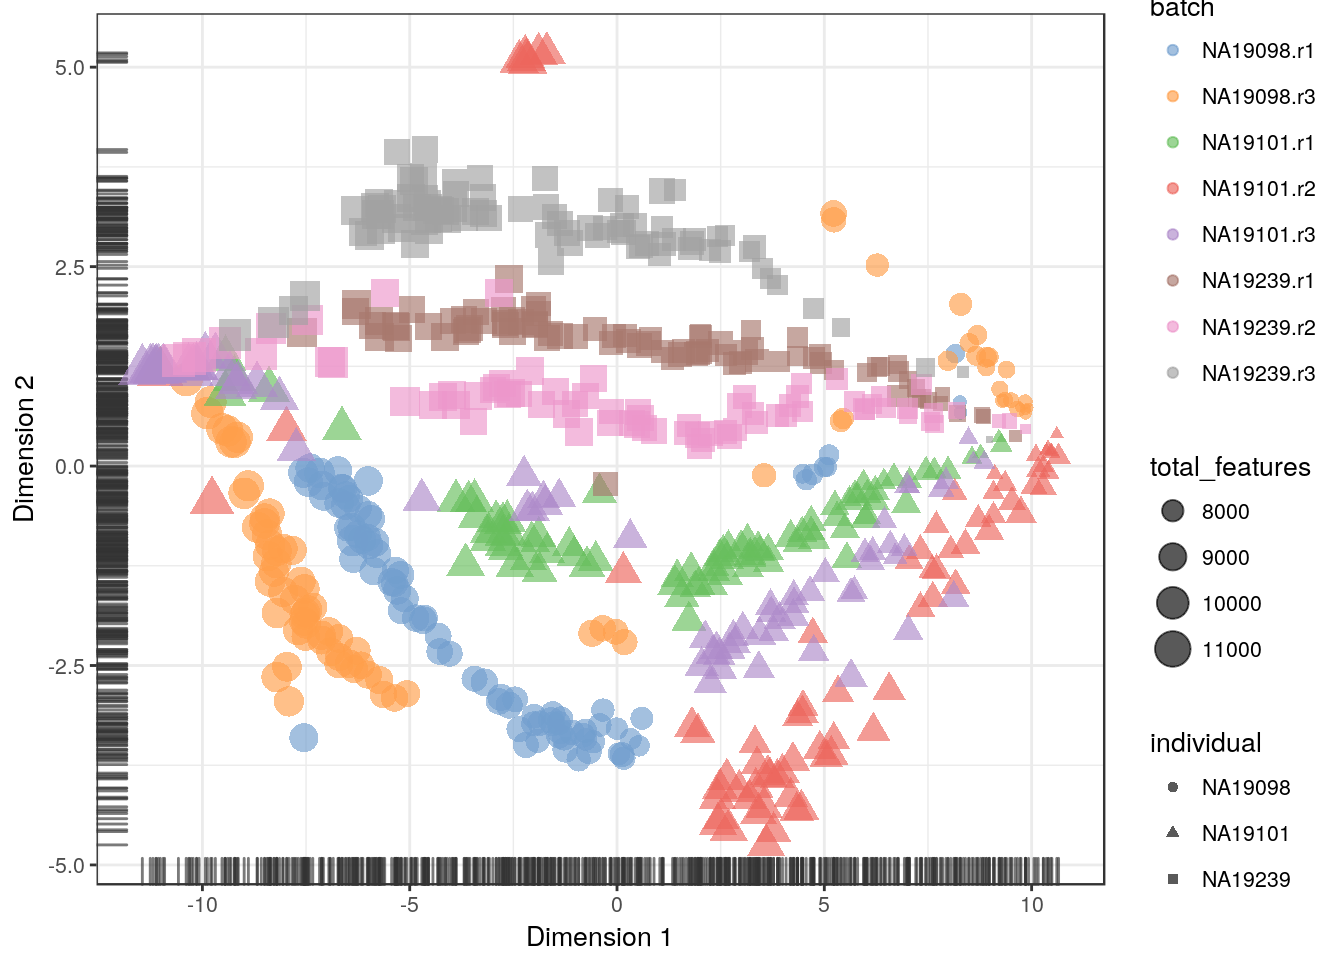 batch
NA19098.r1
NA19098.r3
NA19101.r1
NA19101.r2
NA19101.r3
NA19239.r1
NA19239.r2
NA19239.r3
total_features
8000
9000
10000
11000
individual
NA19098
NA19101
NA19239
Dimension 2
5.0
2.5
0.0
-2.5
-5.0
-10
-5
0
5
10
Dimension 1